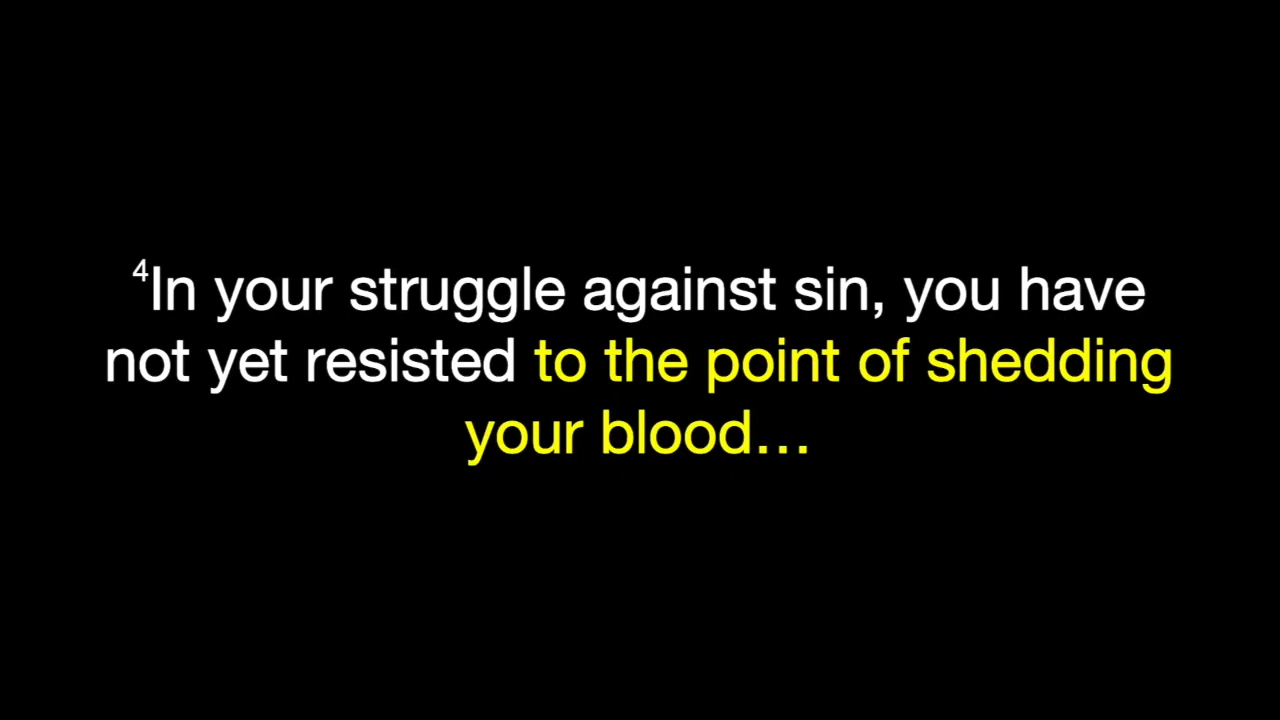 ⁴In your struggle against sin, you have
not yet resisted to the point of shedding
your blood…